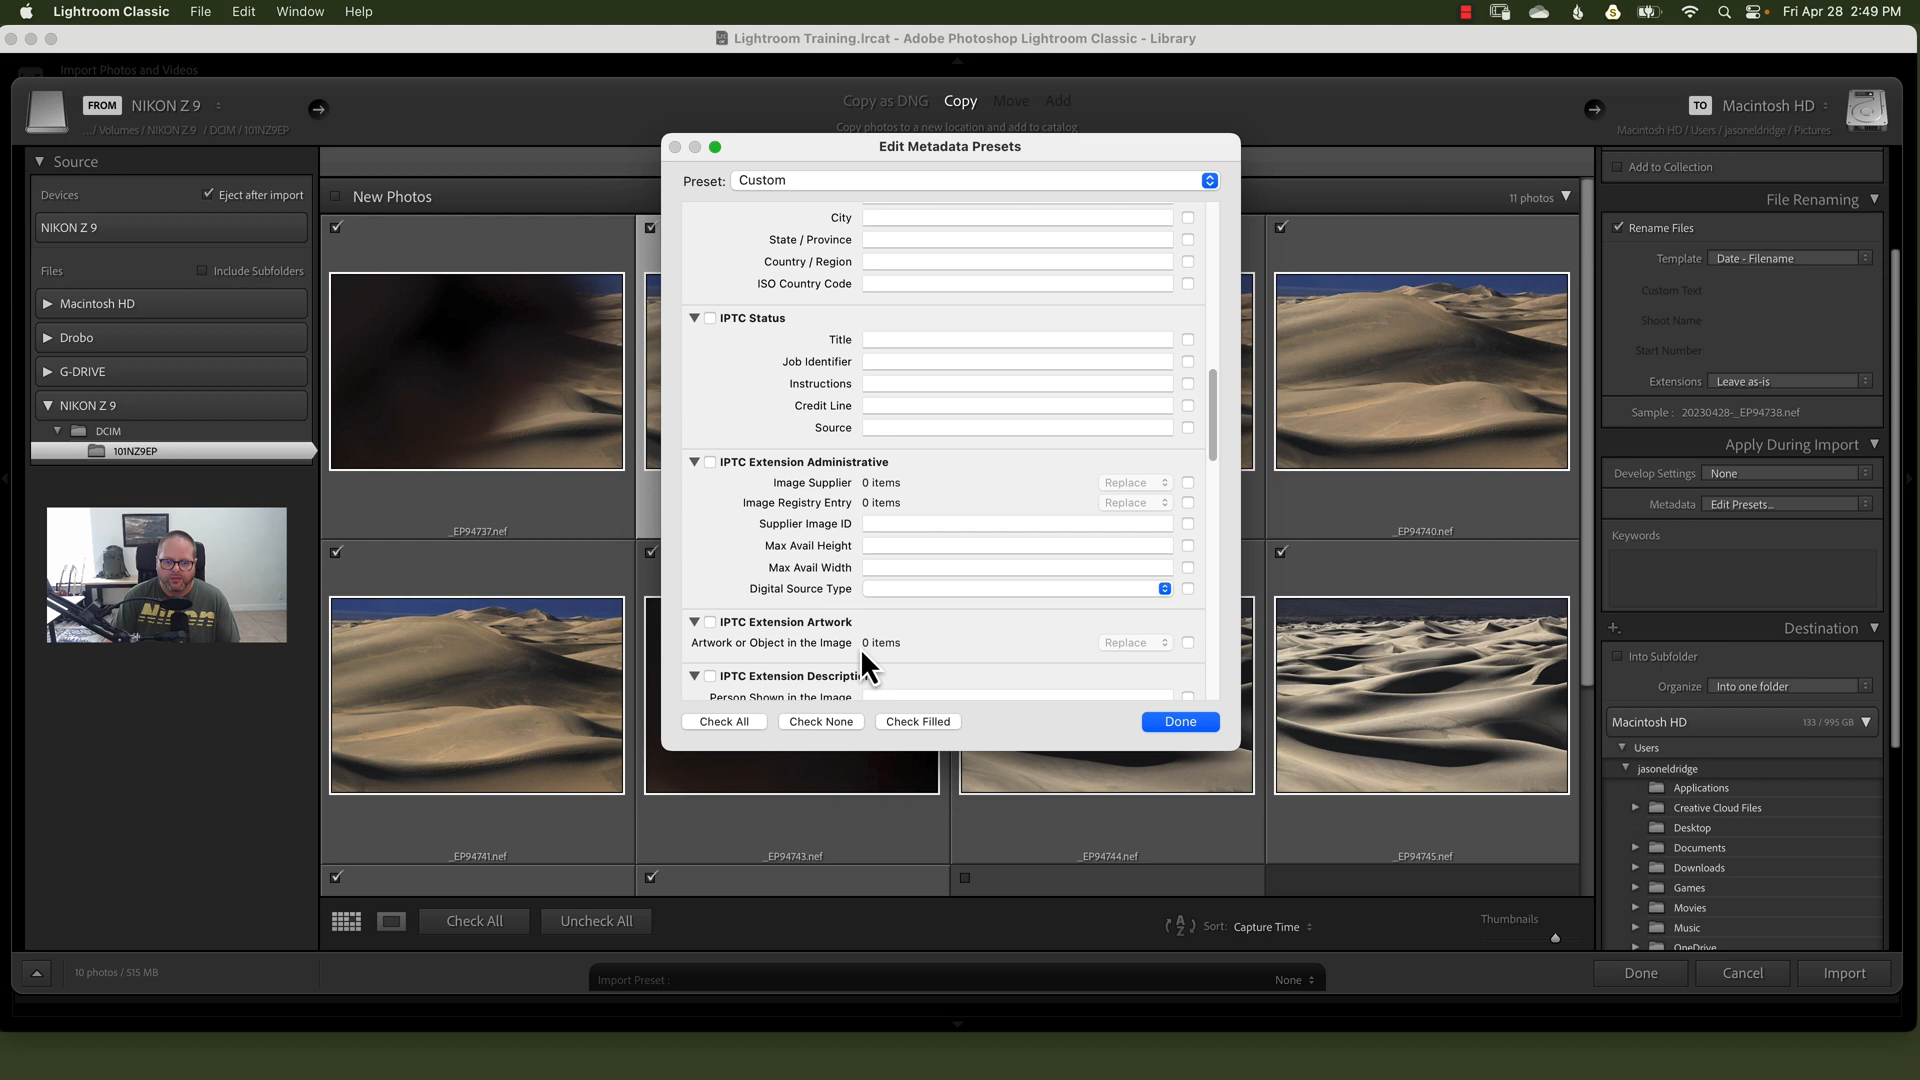 Lightroom Classic File Edit Window Help
Fri Apr 28 2:49 PM
Lightroom Training.lrcat - Adobe Photoshop Lightroom Classic - Library
Import Photos and Videos
FROM NIKON Z 9
.../ Volumes / NIKON Z 9 / DCIM / 101NZ9EP
Copy as DNG Copy Move Add
Copy photos to a new location and add to catalog
TO Macintosh HD
Macintosh HD / Users / jasoneldridge / Pictures
Source
Devices
Eject after import
NIKON Z 9
Files
Include Subfolders
Macintosh HD
Drobo
G-DRIVE
NIKON Z 9
DCIM
101NZ9EP
Nikon
New Photos
11 photos
_EP94737.nef
_EP94740.nef
_EP94741.nef
_EP94743.nef
_EP94744.nef
_EP94745.nef
Edit Metadata Presets
Preset: Custom
City
State / Province
Country / Region
ISO Country Code
IPTC Status
Title
Job Identifier
Instructions
Credit Line
Source
IPTC Extension Administrative
Image Supplier 0 items Replace
Image Registry Entry 0 items Replace
Supplier Image ID
Max Avail Height
Max Avail Width
Digital Source Type
IPTC Extension Artwork
Artwork or Object in the Image 0 items Replace
IPTC Extension Descripti
Person Shown in the Image
Check All Check None Check Filled Done
Add to Collection
File Renaming
Rename Files
Template Date - Filename
Custom Text
Shoot Name
Start Number
Extensions Leave as-is
Sample : 20230428-_EP94738.nef
Apply During Import
Develop Settings None
Metadata Edit Presets...
Keywords
Destination
Into Subfolder
Organize Into one folder
Macintosh HD 133 / 995 GB
Users
jasoneldridge
Applications
Creative Cloud Files
Desktop
Documents
Downloads
Games
Movies
Music
OneDrive
Check All Uncheck All
Sort: Capture Time
Thumbnails
10 photos / 515 MB
Import Preset : None
Done Cancel Import